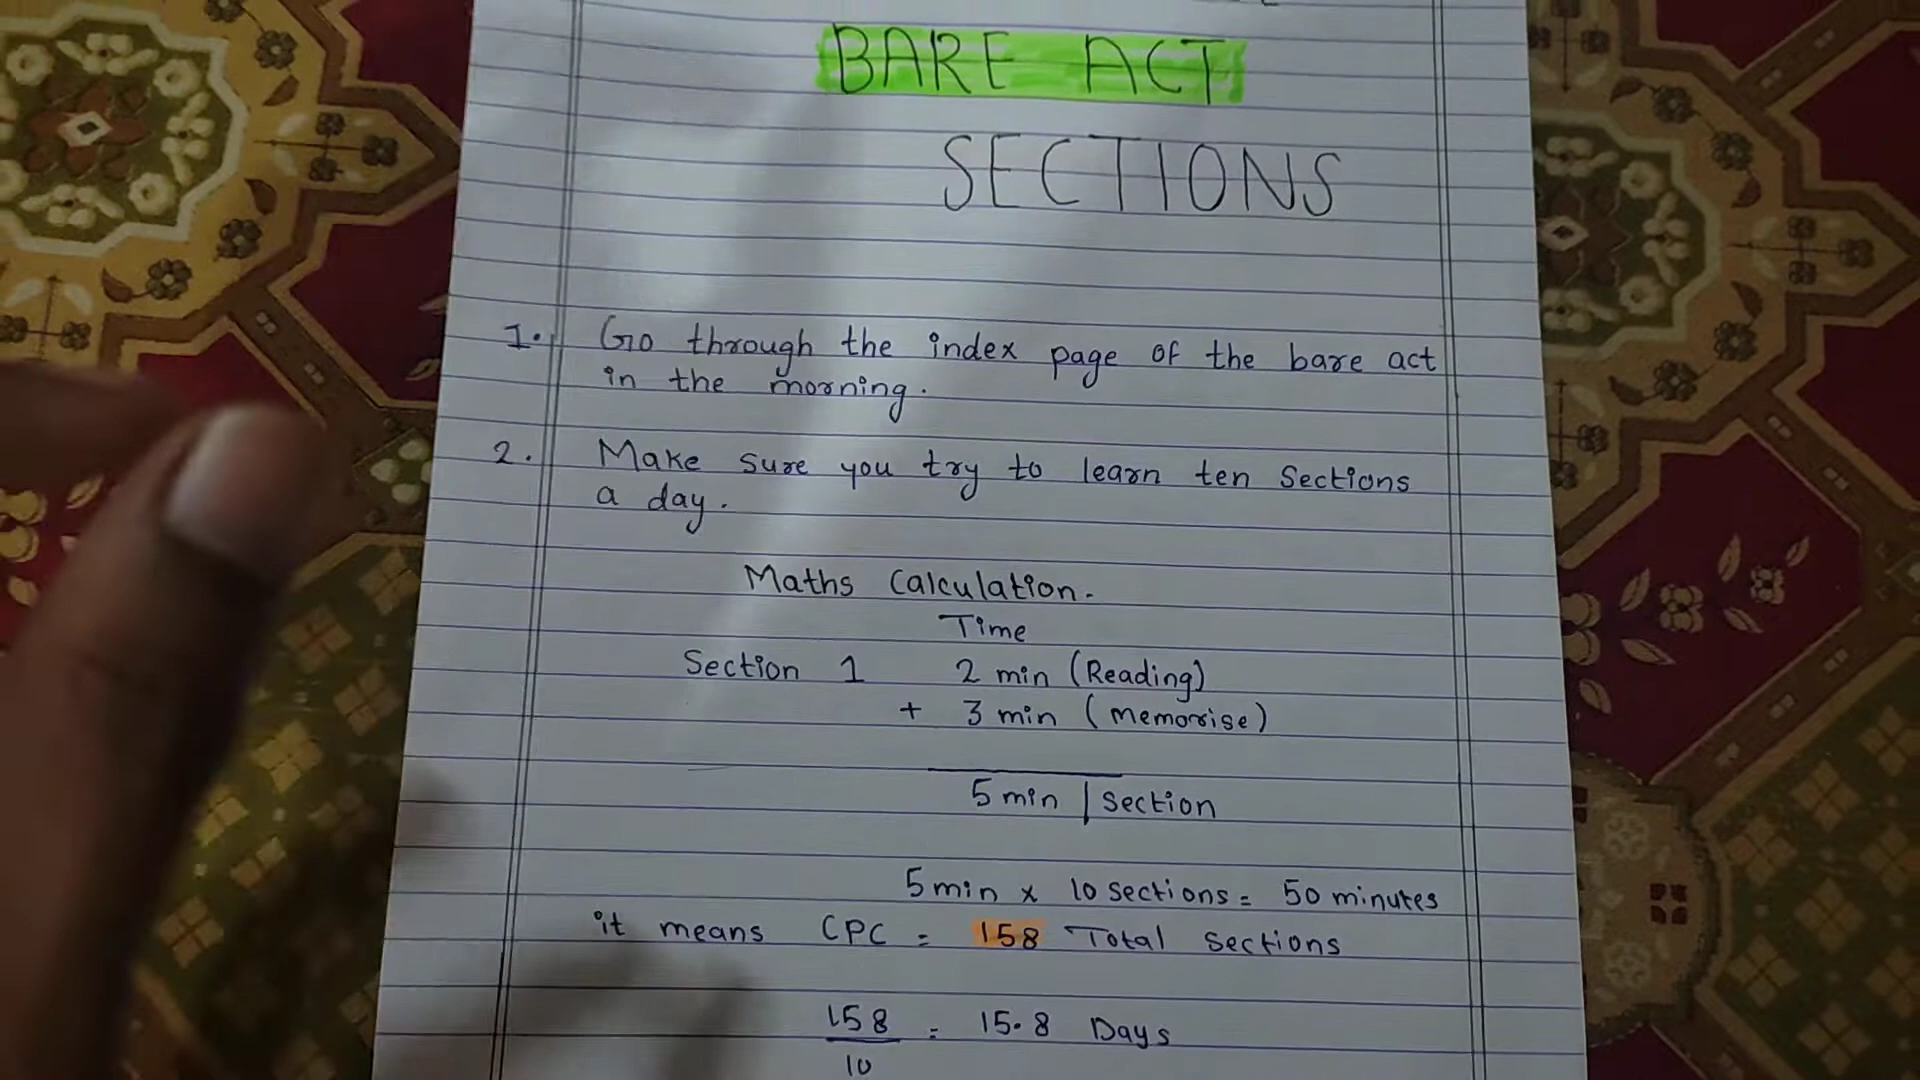 BARE ACT
SECTIONS
1. Go through the index page of the bare act
in the morning.
2. Make sure you try to learn ten sections
a day.
Maths Calculation.
Time
Section 1 2 min (Reading)
+ 3 min (memorise)
5 min | section
5 min x 10 sections = 50 minutes
it means CPC = 158 Total sections
158 = 15.8 Days
10